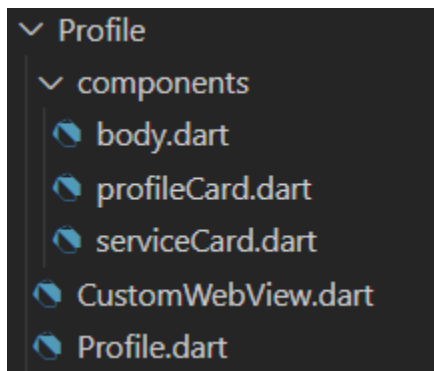 Profile
components
body.dart
profileCard.dart
serviceCard.dart
CustomWebView.dart
Profile.dart